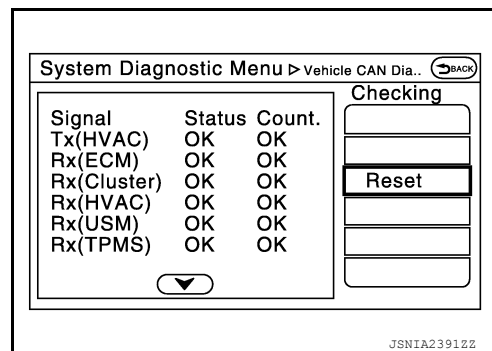 System Diagnostic Menu ▷ Vehicle CAN Dia.. BACK
Checking
Signal Status Count.
Tx(HVAC) OK OK
Rx(ECM) OK OK
Rx(Cluster) OK OK
Rx(HVAC) OK OK
Rx(USM) OK OK
Rx(TPMS) OK OK
Reset
JSNIA2391ZZ